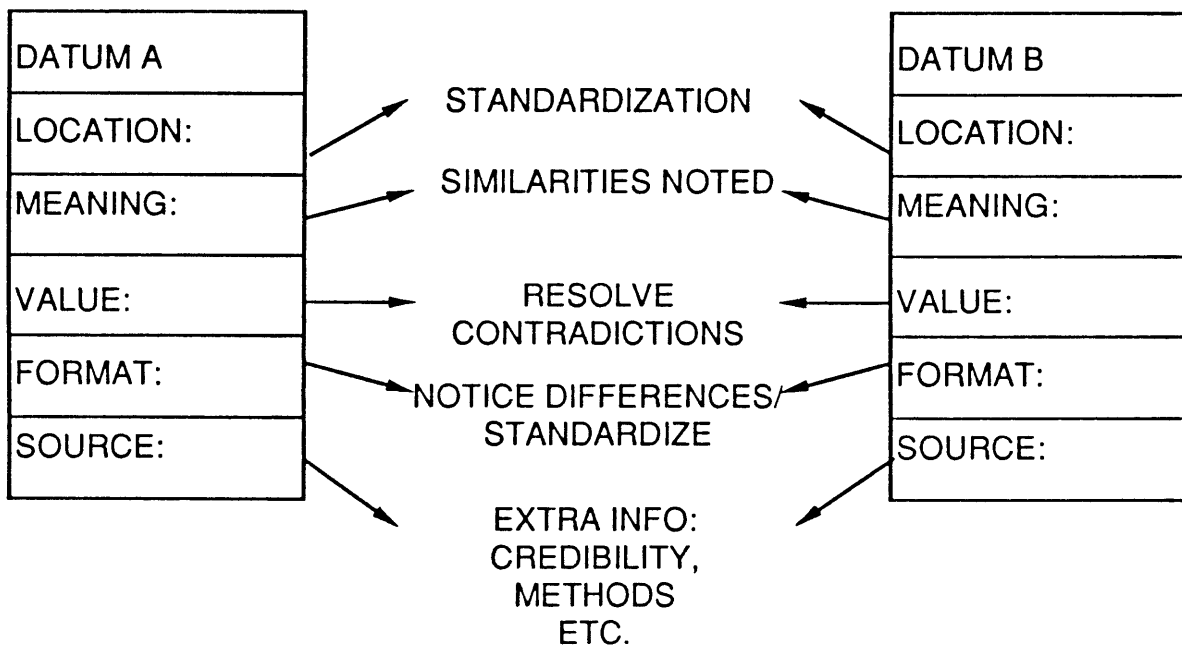 DATUM A
LOCATION:
MEANING:
VALUE:
FORMAT:
SOURCE:
STANDARDIZATION
SIMILARITIES NOTED
RESOLVE
CONTRADICTIONS
NOTICE DIFFERENCES/
STANDARDIZE
EXTRA INFO:
CREDIBILITY,
METHODS
ETC.
DATUM B
LOCATION:
MEANING:
VALUE:
FORMAT:
SOURCE: